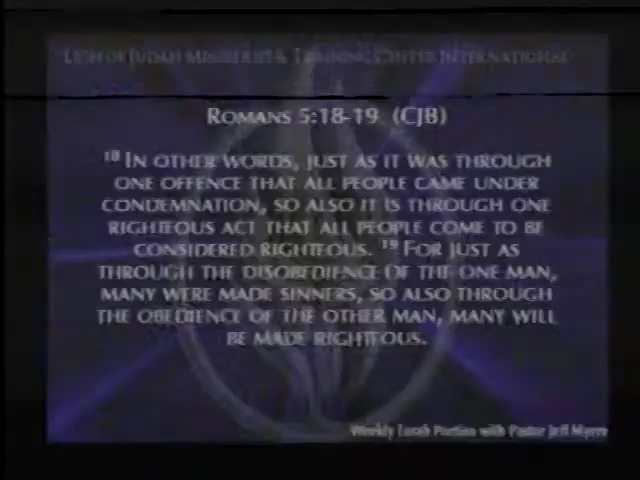 Lion of Judah Ministries & Training Center International
Romans 5:18-19 (CJB)
18 In other words, just as it was through
one offence that all people came under
condemnation, so also it is through one
righteous act that all people come to be
considered righteous. 19 For just as
through the disobedience of the one man,
many were made sinners, so also through
the obedience of the other man, many will
be made righteous.
Weekly Torah Portion with Pastor Jeff Myers